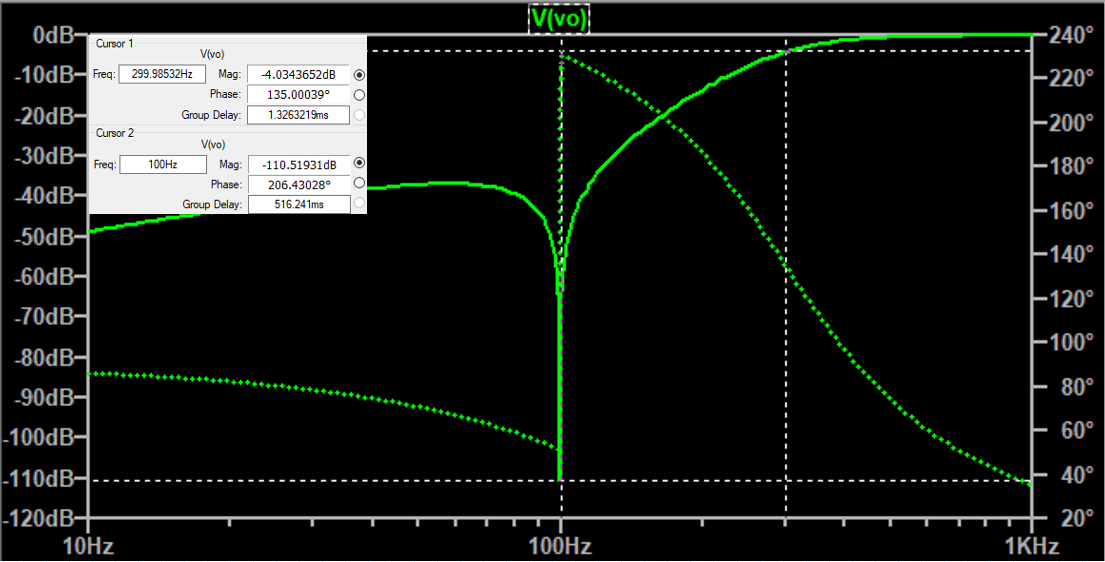 V(vo)
0dB
240°
Cursor 1
V(vo)
Freq: 299.98532Hz Mag: -4.0343652dB
Phase: 135.00039°
Group Delay: 1.3263219ms
Cursor 2
V(vo)
Freq: 100Hz Mag: -110.51931dB
Phase: 206.43028°
Group Delay: 516.241ms
-10dB
220°
-20dB
200°
-30dB
180°
-40dB
160°
-50dB
140°
-60dB
120°
-70dB
100°
-80dB
80°
-90dB
60°
-100dB
40°
-110dB
-120dB
20°
10Hz 100Hz 1KHz